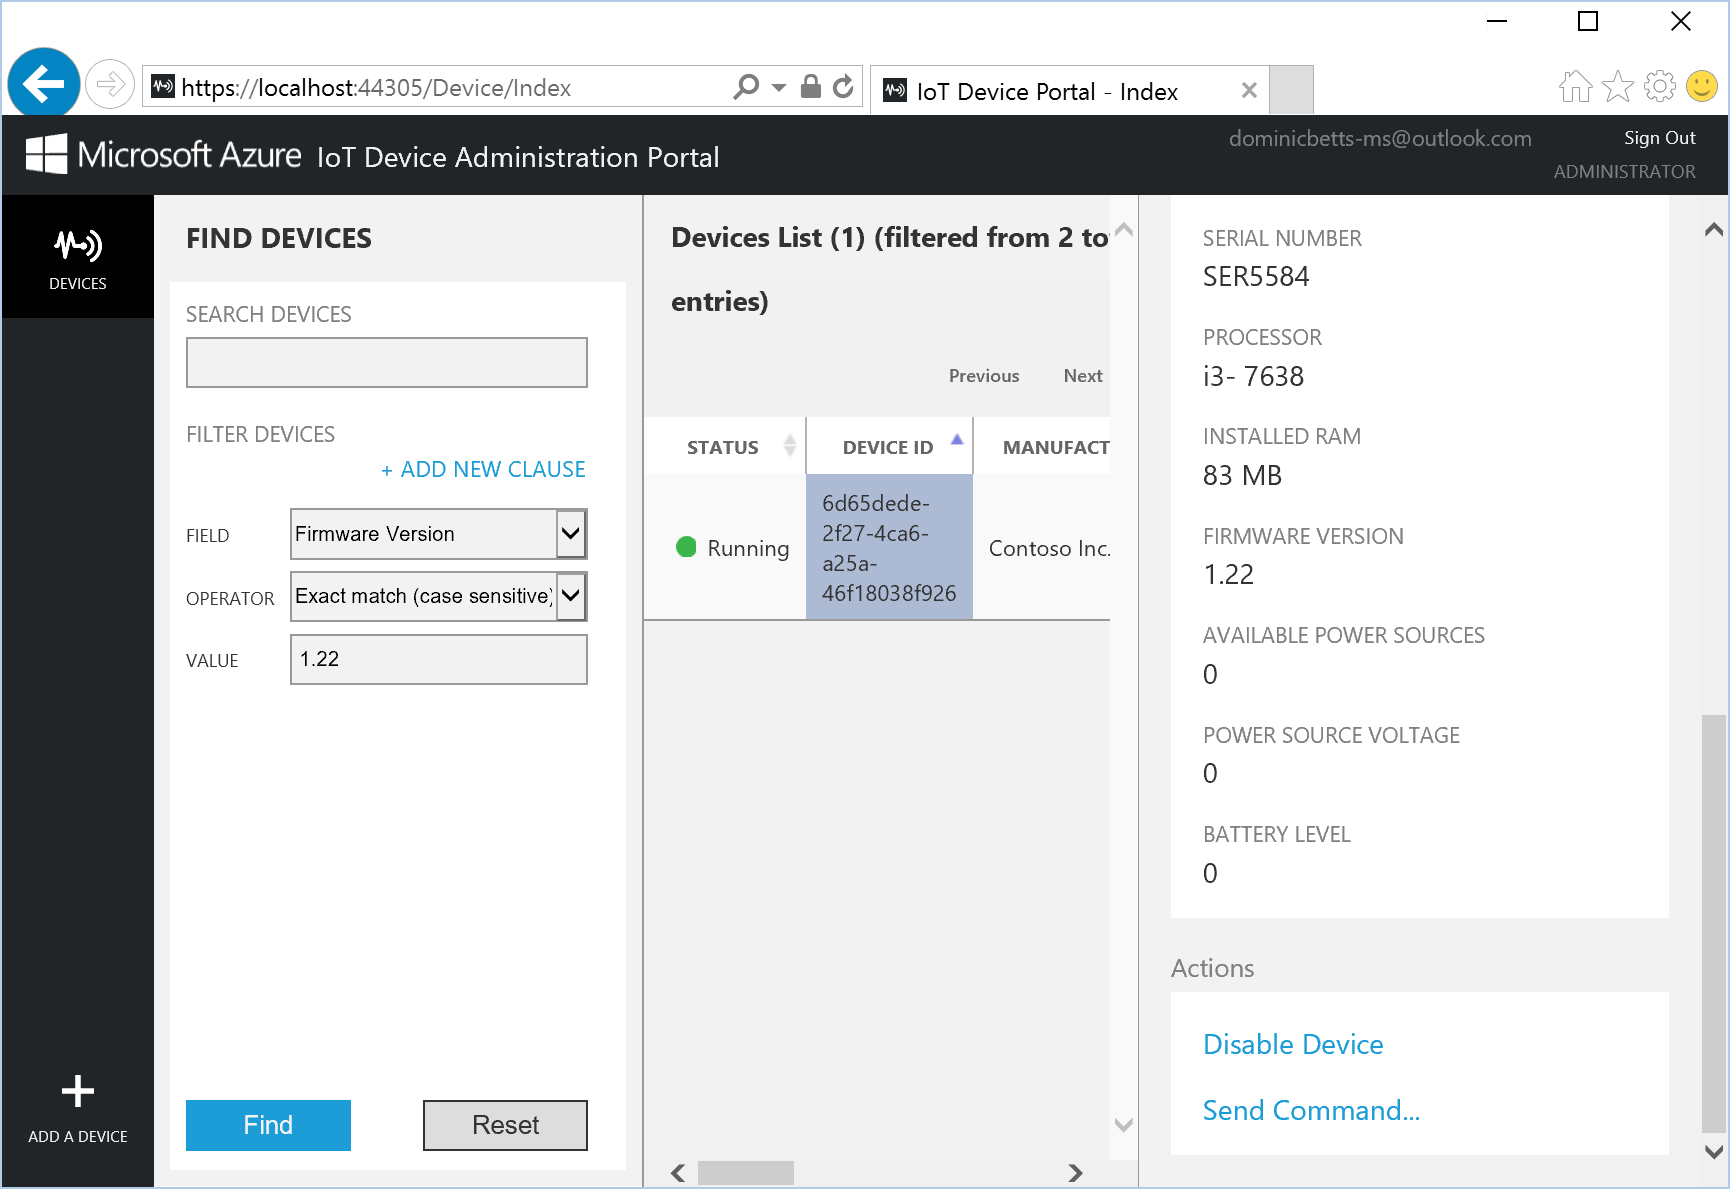 https://localhost:44305/Device/Index
IoT Device Portal - Index
Microsoft Azure IoT Device Administration Portal
dominicbetts-ms@outlook.com
Sign Out
ADMINISTRATOR
DEVICES
ADD A DEVICE
FIND DEVICES
SEARCH DEVICES
FILTER DEVICES
+ ADD NEW CLAUSE
FIELD Firmware Version
OPERATOR Exact match (case sensitive)
VALUE 1.22
Find Reset
Devices List (1) (filtered from 2 to
entries)
Previous Next
STATUS DEVICE ID MANUFACT
Running
6d65dede-
2f27-4ca6-
a25a-
46f18038f926
Contoso Inc.
SERIAL NUMBER
SER5584
PROCESSOR
i3- 7638
INSTALLED RAM
83 MB
FIRMWARE VERSION
1.22
AVAILABLE POWER SOURCES
0
POWER SOURCE VOLTAGE
0
BATTERY LEVEL
0
Actions
Disable Device
Send Command...